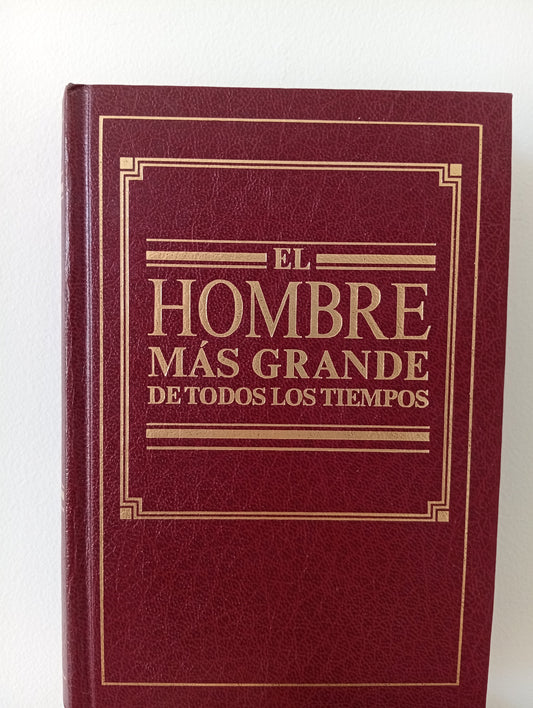 EL
HOMBRE
MÁS GRANDE
DE TODOS LOS TIEMPOS